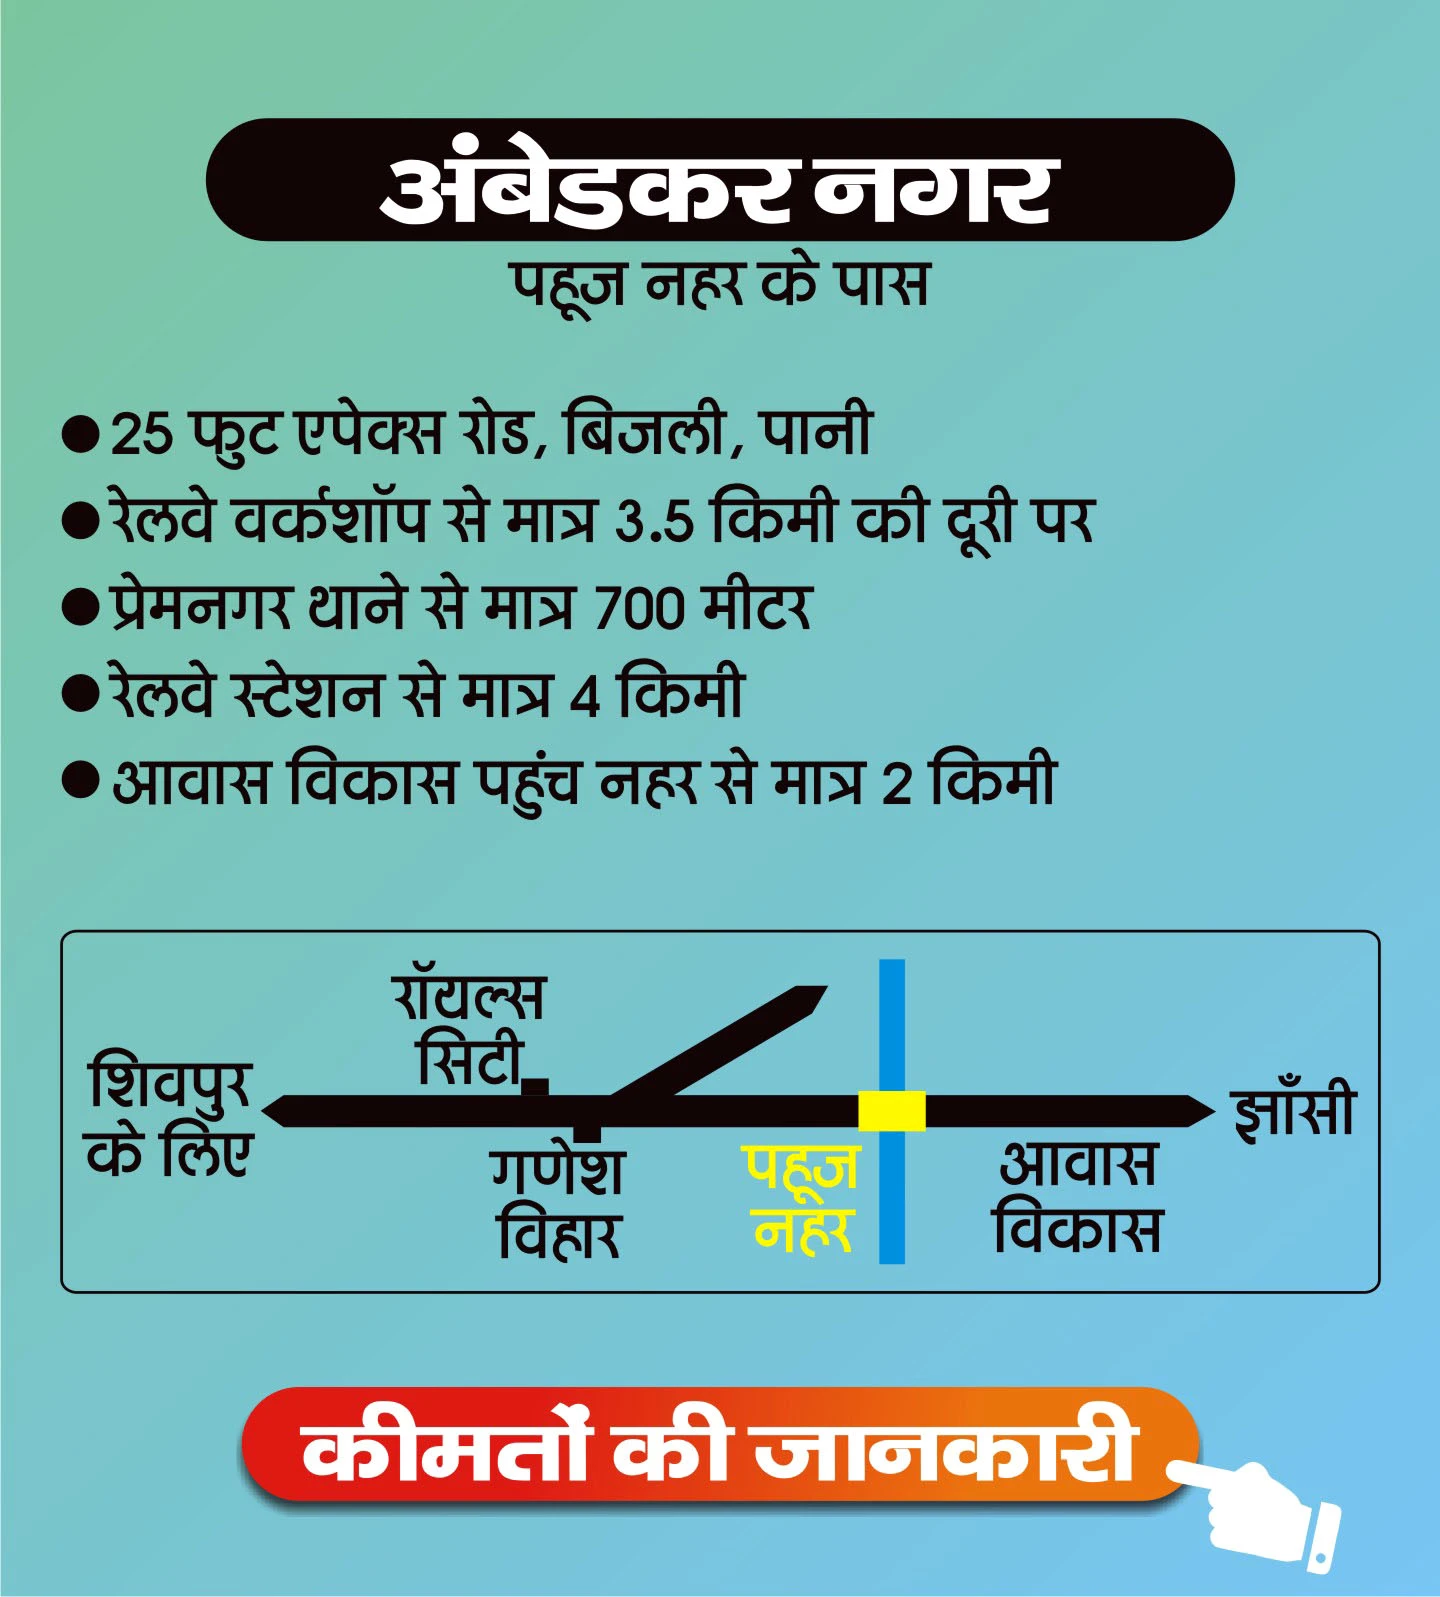 अंबेडकर नगर
पहूज नहर के पास
● 25 फुट एपेक्स रोड, बिजली, पानी
● रेलवे वर्कशॉप से मात्र 3.5 किमी की दूरी पर
● प्रेमनगर थाने से मात्र 700 मीटर
● रेलवे स्टेशन से मात्र 4 किमी
● आवास विकास पहुंच नहर से मात्र 2 किमी
रॉयल्स
सिटी
शिवपुर
के लिए
झाँसी
गणेश
विहार
पहूज
नहर
आवास
विकास
कीमतों की जानकारी